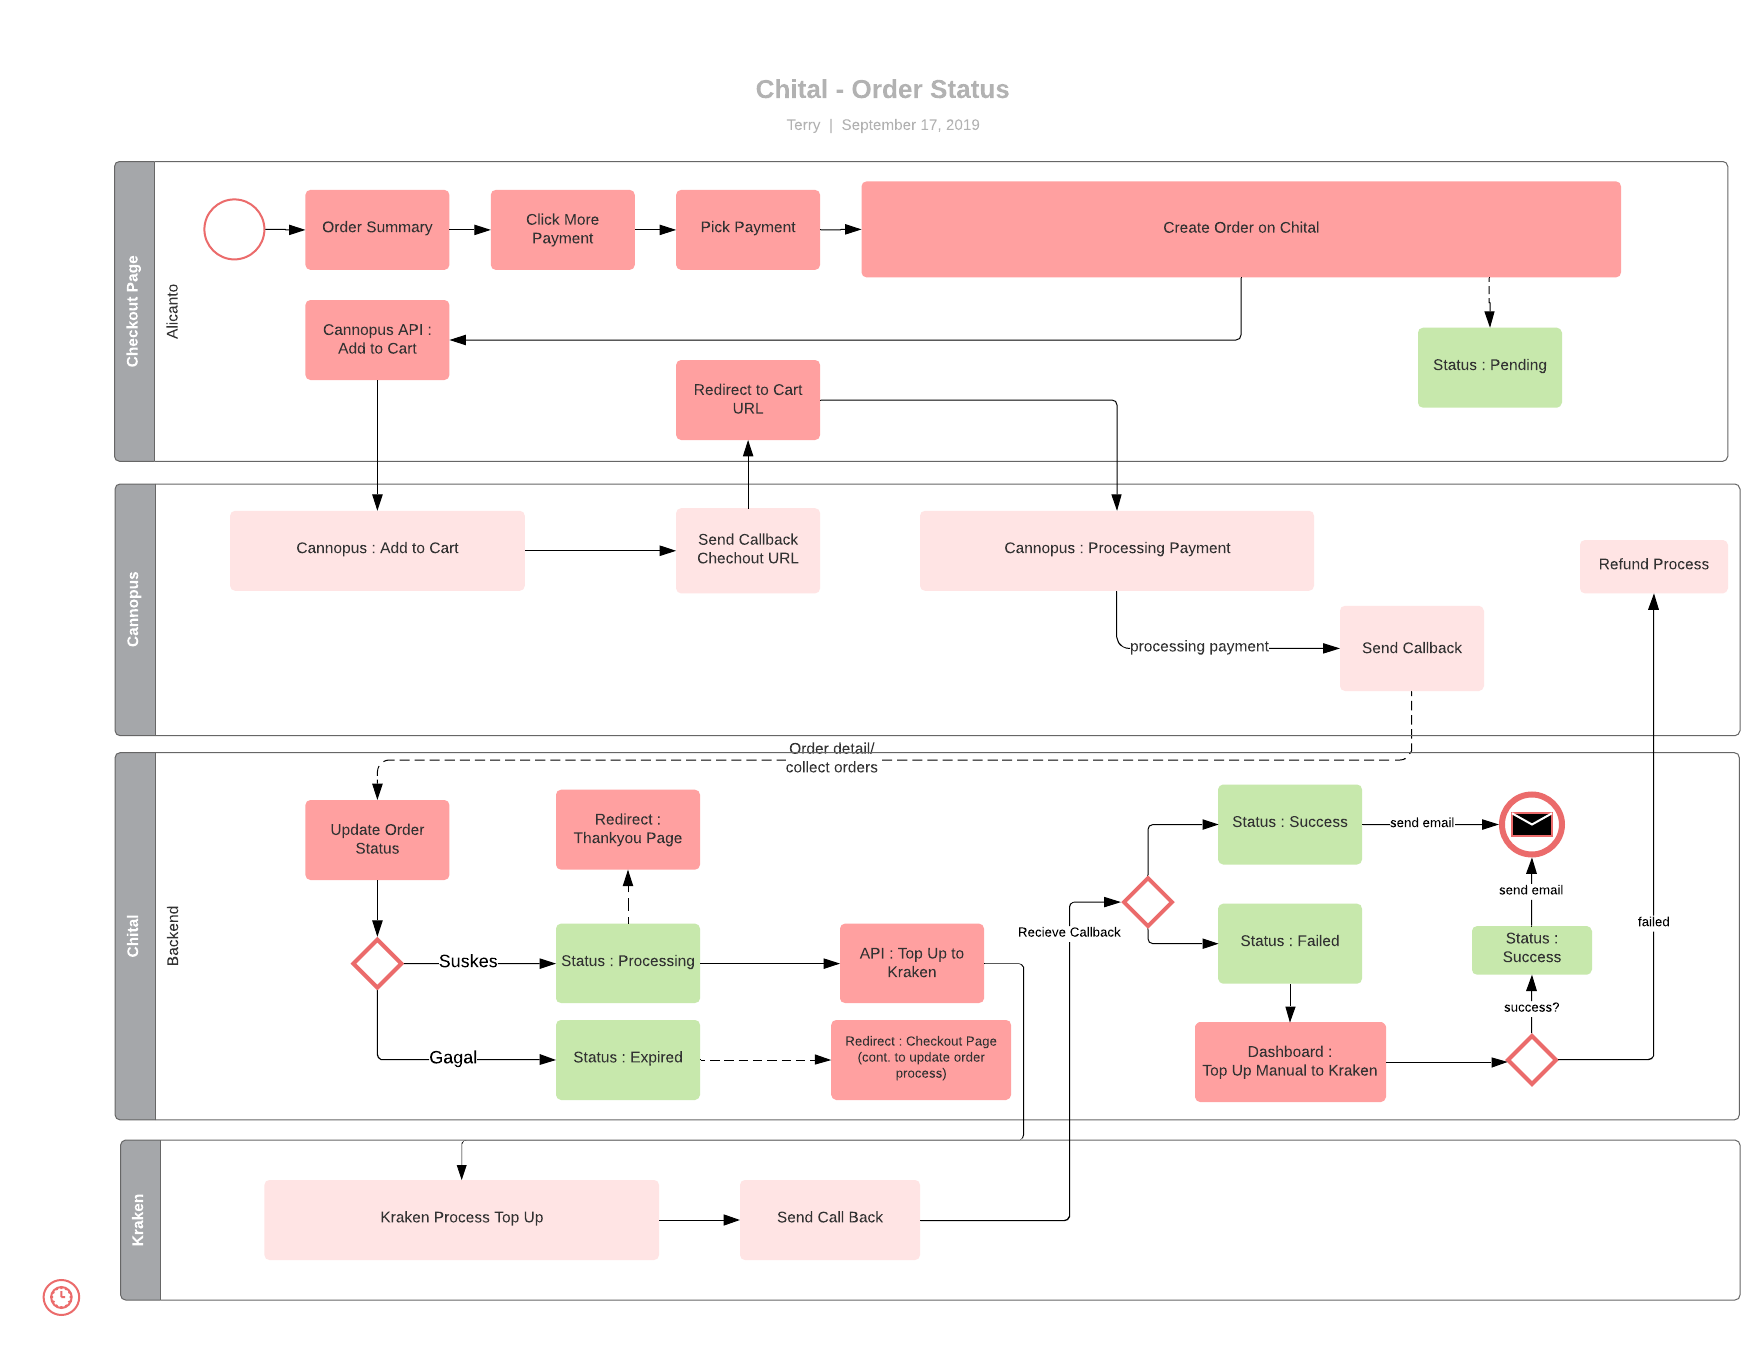 Chital - Order Status
Terry | September 17, 2019
Checkout Page
Alicanto
Order Summary
Click More
Payment
Pick Payment
Create Order on Chital
Cannopus API :
Add to Cart
Redirect to Cart
URL
Status : Pending
Cannopus
Cannopus : Add to Cart
Send Callback
Chechout URL
Cannopus : Processing Payment
Refund Process
processing payment
Send Callback
Order detail/
collect orders
Chital
Backend
Update Order
Status
Redirect :
Thankyou Page
Suskes
Status : Processing
API : Top Up to
Kraken
Gagal
Status : Expired
Redirect : Checkout Page
(cont. to update order
process)
Recieve Callback
Status : Success
send email
Status : Failed
Dashboard :
Top Up Manual to Kraken
send email
Status :
Success
success?
failed
Kraken
Kraken Process Top Up
Send Call Back